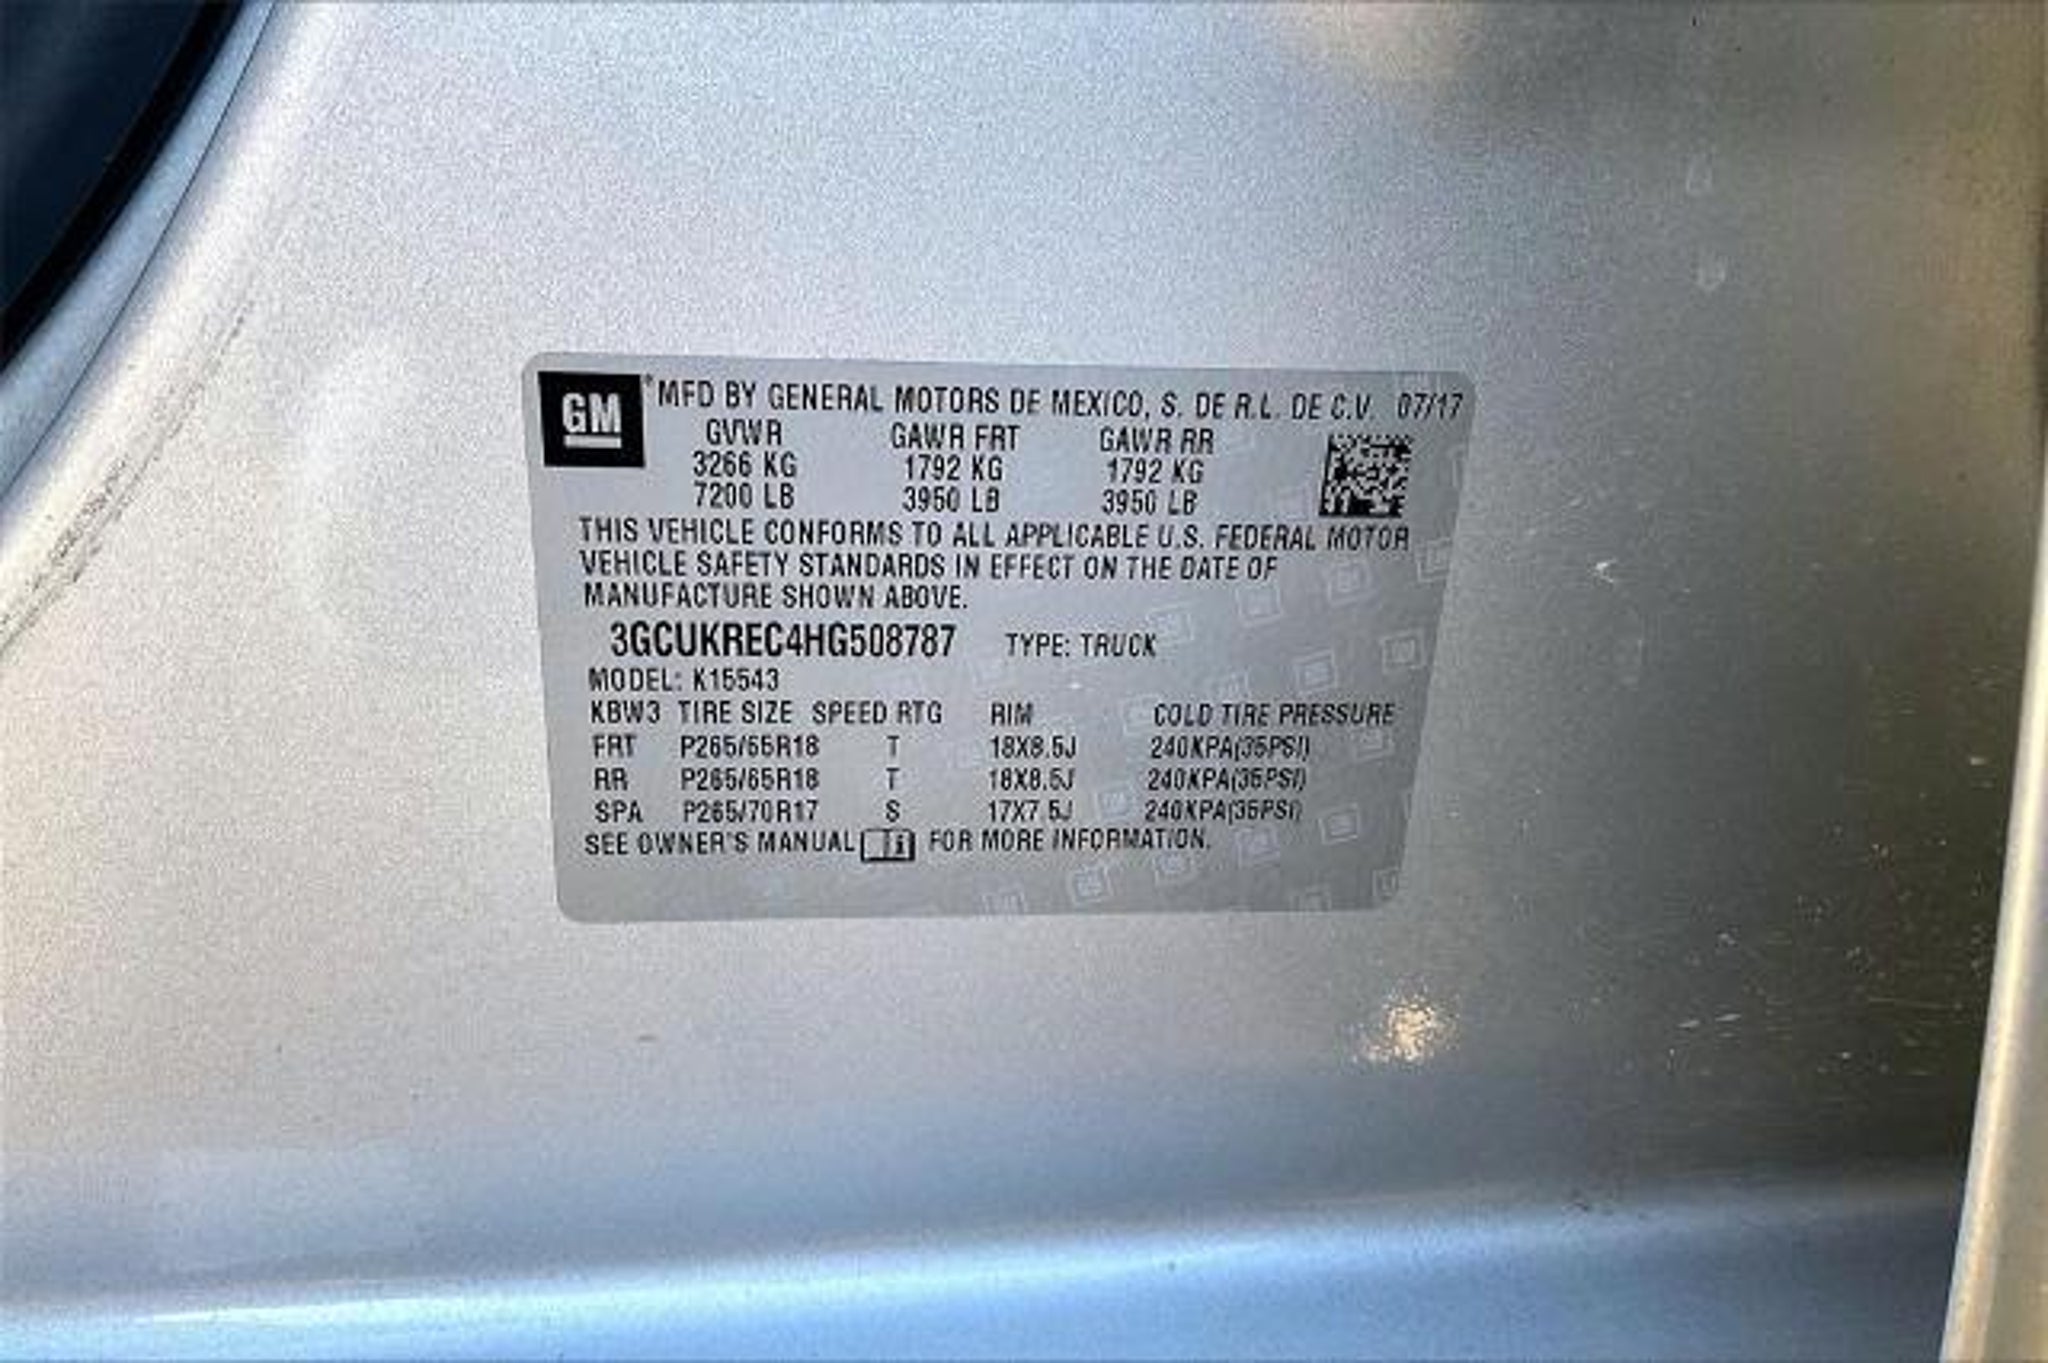 GM® MFD BY GENERAL MOTORS DE MEXICO, S. DE R.L. DE C.V. 07/17
GVWR GAWR FRT GAWR RR
3266 KG 1792 KG 1792 KG
7200 LB 3950 LB 3950 LB
THIS VEHICLE CONFORMS TO ALL APPLICABLE U.S. FEDERAL MOTOR
VEHICLE SAFETY STANDARDS IN EFFECT ON THE DATE OF
MANUFACTURE SHOWN ABOVE.
3GCUKREC4HG508787 TYPE: TRUCK
MODEL: K15543
KBW3 TIRE SIZE SPEED RTG RIM COLD TIRE PRESSURE
FRT P265/65R18 T 18X8.5J 240KPA(35PSI)
RR P265/65R18 T 18X8.5J 240KPA(35PSI)
SPA P265/70R17 S 17X7.5J 240KPA(35PSI)
SEE OWNER'S MANUAL FOR MORE INFORMATION.